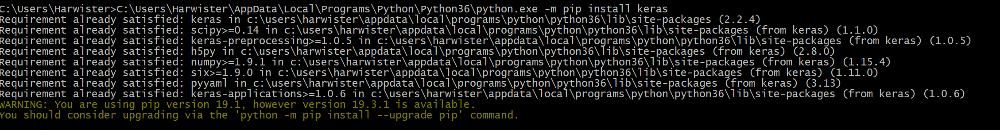 C:\Users\Harwister>C:\Users\Harwister\AppData\Local\Programs\Python\Python36\python.exe -m pip install keras
Requirement already satisfied: keras in c:\users\harwister\appdata\local\programs\python\python36\lib\site-packages (2.2.4)
Requirement already satisfied: scipy>=0.14 in c:\users\harwister\appdata\local\programs\python\python36\lib\site-packages (from keras) (1.1.0)
Requirement already satisfied: keras-preprocessing>=1.0.5 in c:\users\harwister\appdata\local\programs\python\python36\lib\site-packages (from keras) (1.0.5)
Requirement already satisfied: h5py in c:\users\harwister\appdata\local\programs\python\python36\lib\site-packages (from keras) (2.8.0)
Requirement already satisfied: numpy>=1.9.1 in c:\users\harwister\appdata\local\programs\python\python36\lib\site-packages (from keras) (1.15.4)
Requirement already satisfied: six>=1.9.0 in c:\users\harwister\appdata\local\programs\python\python36\lib\site-packages (from keras) (1.11.0)
Requirement already satisfied: pyyaml in c:\users\harwister\appdata\local\programs\python\python36\lib\site-packages (from keras) (3.13)
Requirement already satisfied: keras-applications>=1.0.6 in c:\users\harwister\appdata\local\programs\python\python36\lib\site-packages (from keras) (1.0.6)
WARNING: You are using pip version 19.1, however version 19.3.1 is available.
You should consider upgrading via the 'python -m pip install --upgrade pip' command.